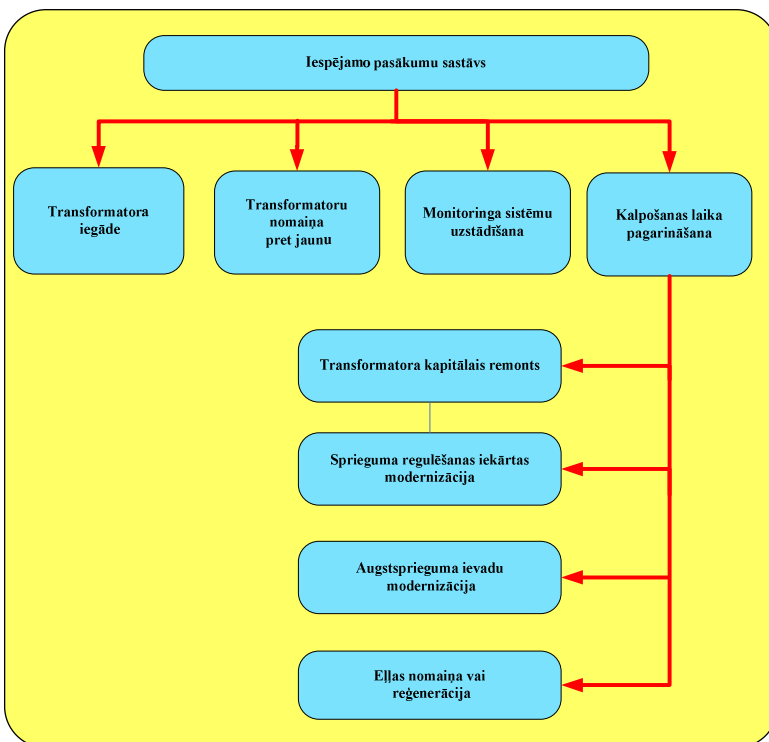 Iespējamo pasākumu sastāvs
Transformatora
iegāde
Transformatoru
nomaiņa
pret jaunu
Monitoringa sistēmu
uzstādīšana
Kalpošanas laika
pagarināšana
Transformatora kapitālais remonts
Sprieguma regulēšanas iekārtas
modernizācija
Augstsprieguma ievadu
modernizācija
Eļļas nomaiņa vai
reģenerācija